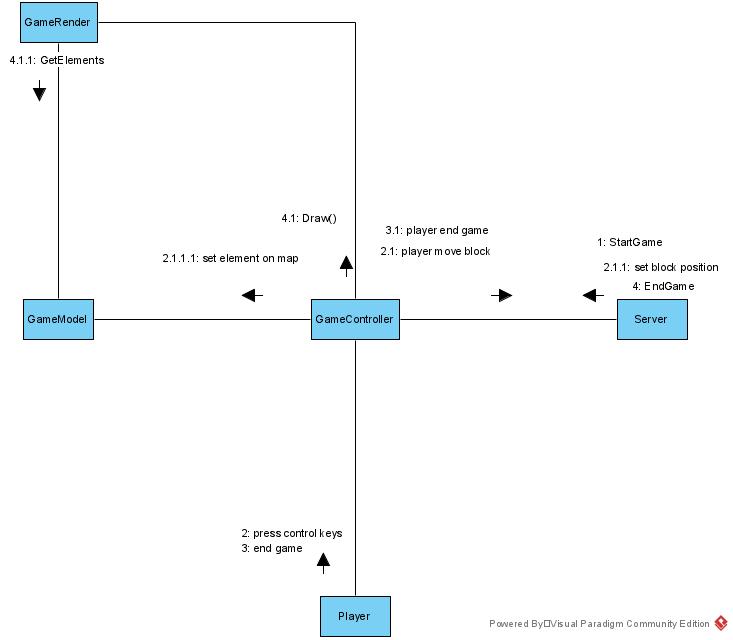 GameRender
4.1.1: GetElements
4.1: Draw()
3.1: player end game
2.1: player move block
1: StartGame
2.1.1.1: set element on map
2.1.1: set block position
4: EndGame
GameModel
GameController
Server
2: press control keys
3: end game
Player
Powered By Visual Paradigm Community Edition